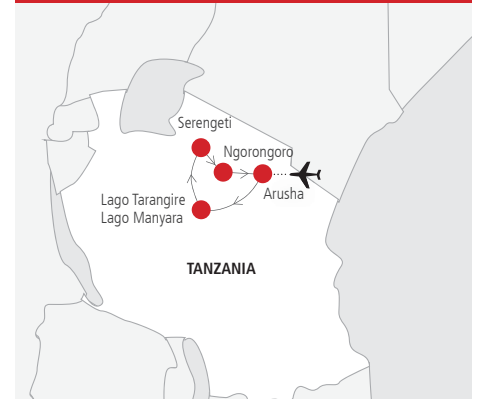 Serengeti
Ngorongoro
Arusha
Lago Tarangire
Lago Manyara
TANZANIA